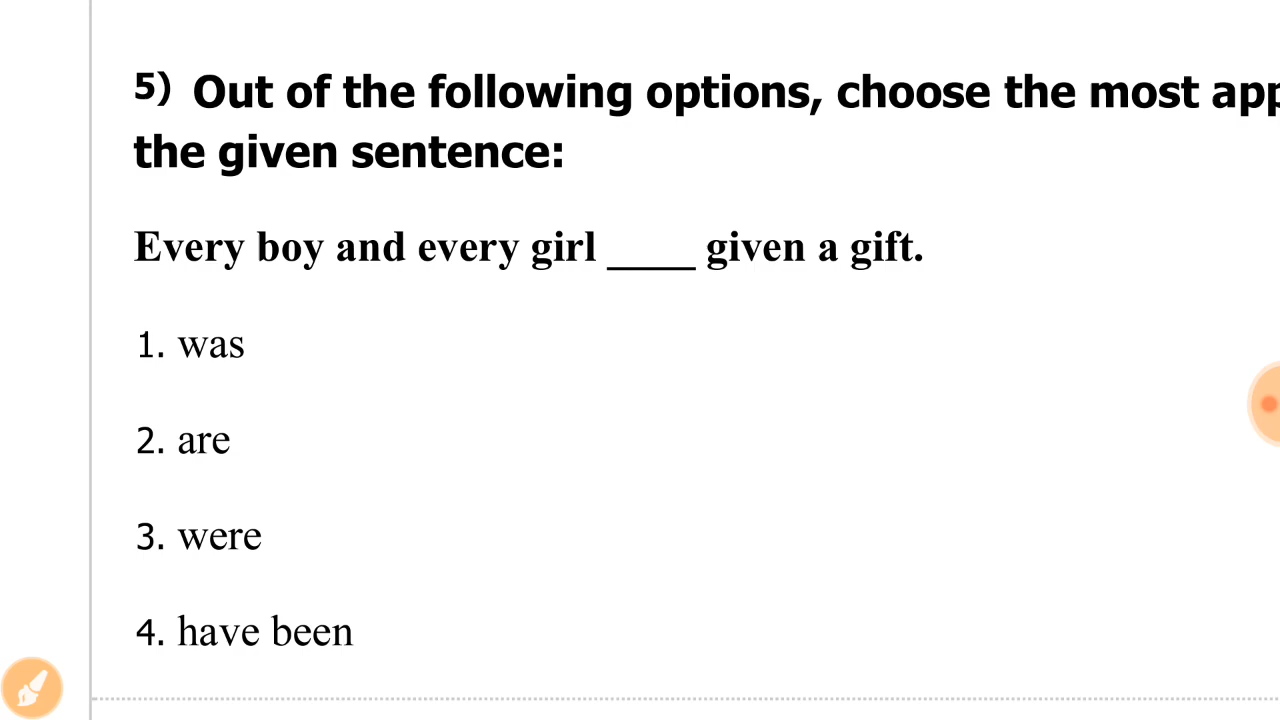 5) Out of the following options, choose the most app
the given sentence:
Every boy and every girl ____ given a gift.
1. was
2. are
3. were
4. have been